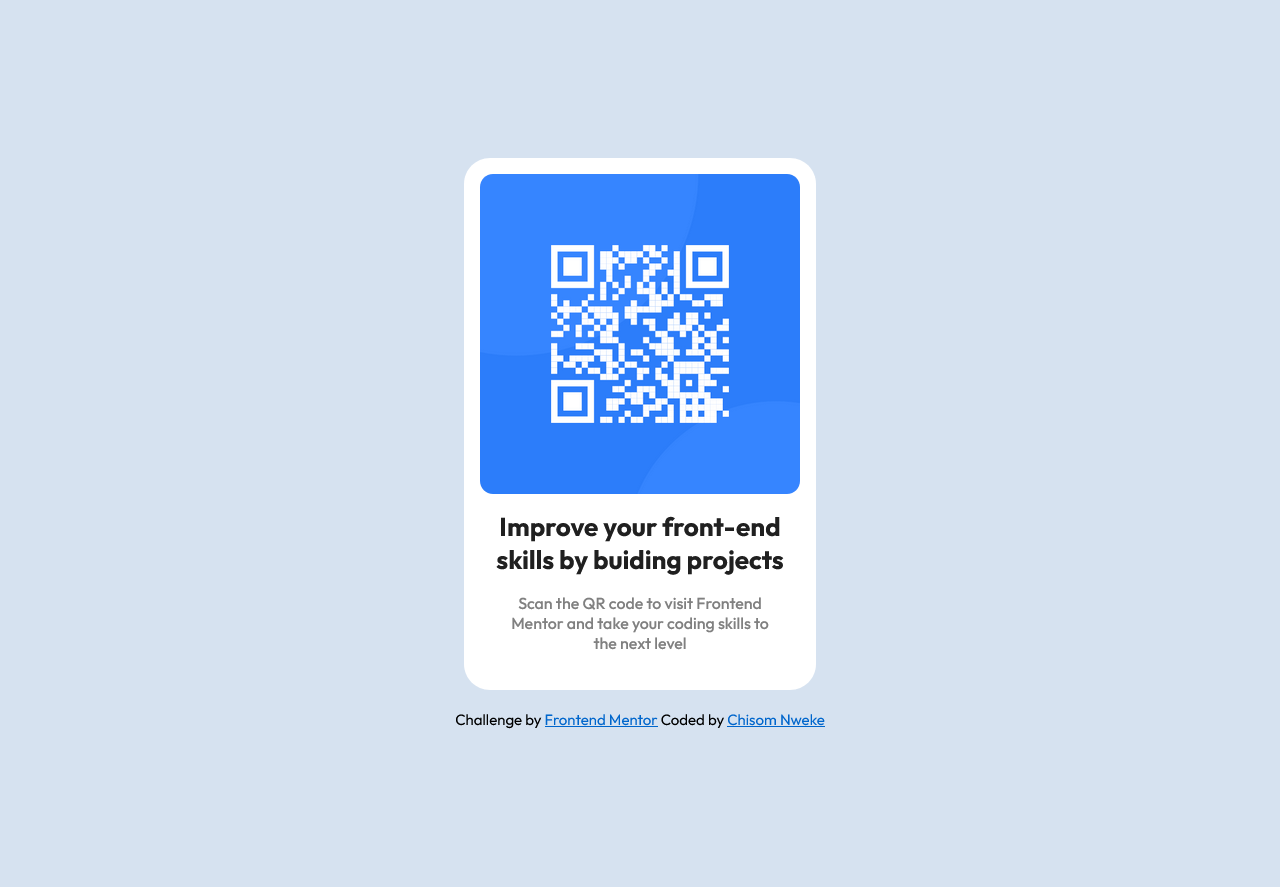 Improve your front-end
skills by buiding projects
Scan the QR code to visit Frontend
Mentor and take your coding skills to
the next level
Challenge by Frontend Mentor Coded by Chisom Nweke